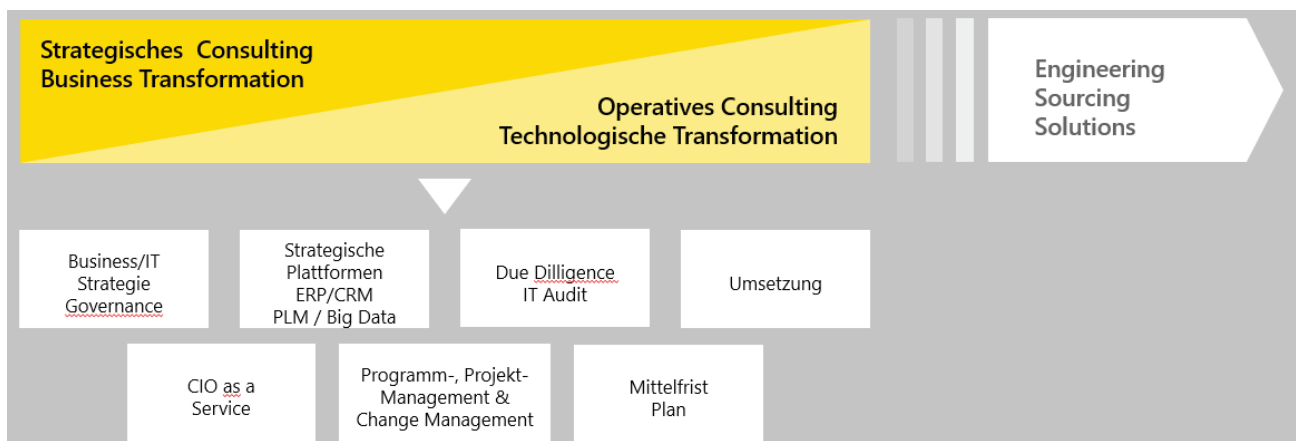 Strategisches Consulting
Business Transformation
Operatives Consulting
Technologische Transformation
Engineering
Sourcing
Solutions
Business/IT
Strategie
Governance
Strategische
Plattformen
ERP/CRM
PLM / Big Data
Due Dilligence
IT Audit
Umsetzung
CIO as a
Service
Programm-, Projekt-
Management &
Change Management
Mittelfrist
Plan